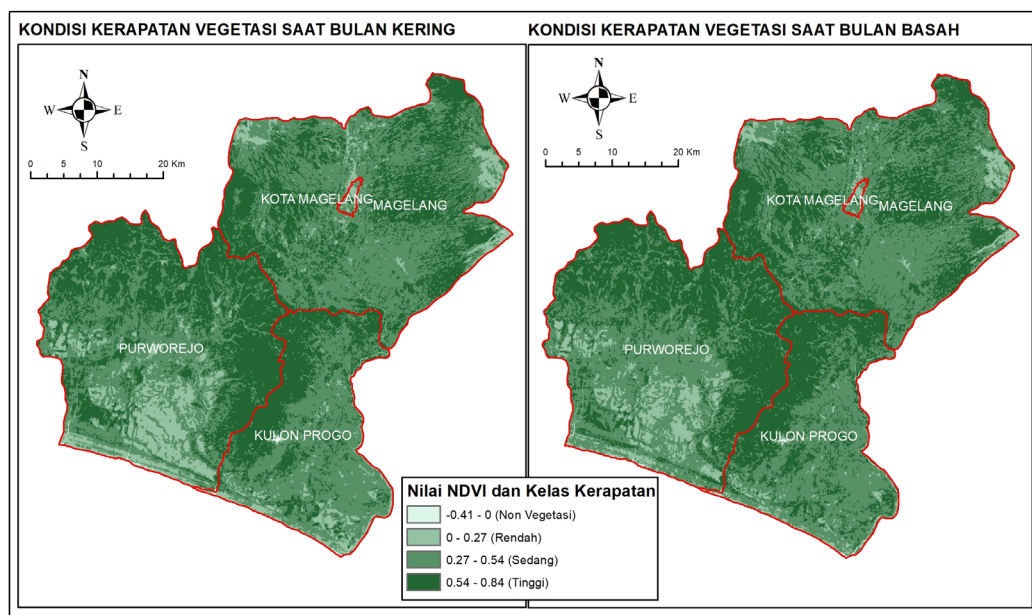 KONDISI KERAPATAN VEGETASI SAAT BULAN KERING
N
W E
S
0 5 10 20 Km
KOTA MAGELANG
MAGELANG
PURWOREJO
KULON PROGO
KONDISI KERAPATAN VEGETASI SAAT BULAN BASAH
N
W E
S
0 5 10 20 Km
KOTA MAGELANG
MAGELANG
PURWOREJO
KULON PROGO
Nilai NDVI dan Kelas Kerapatan
-0.41 - 0 (Non Vegetasi)
0 - 0.27 (Rendah)
0.27 - 0.54 (Sedang)
0.54 - 0.84 (Tinggi)